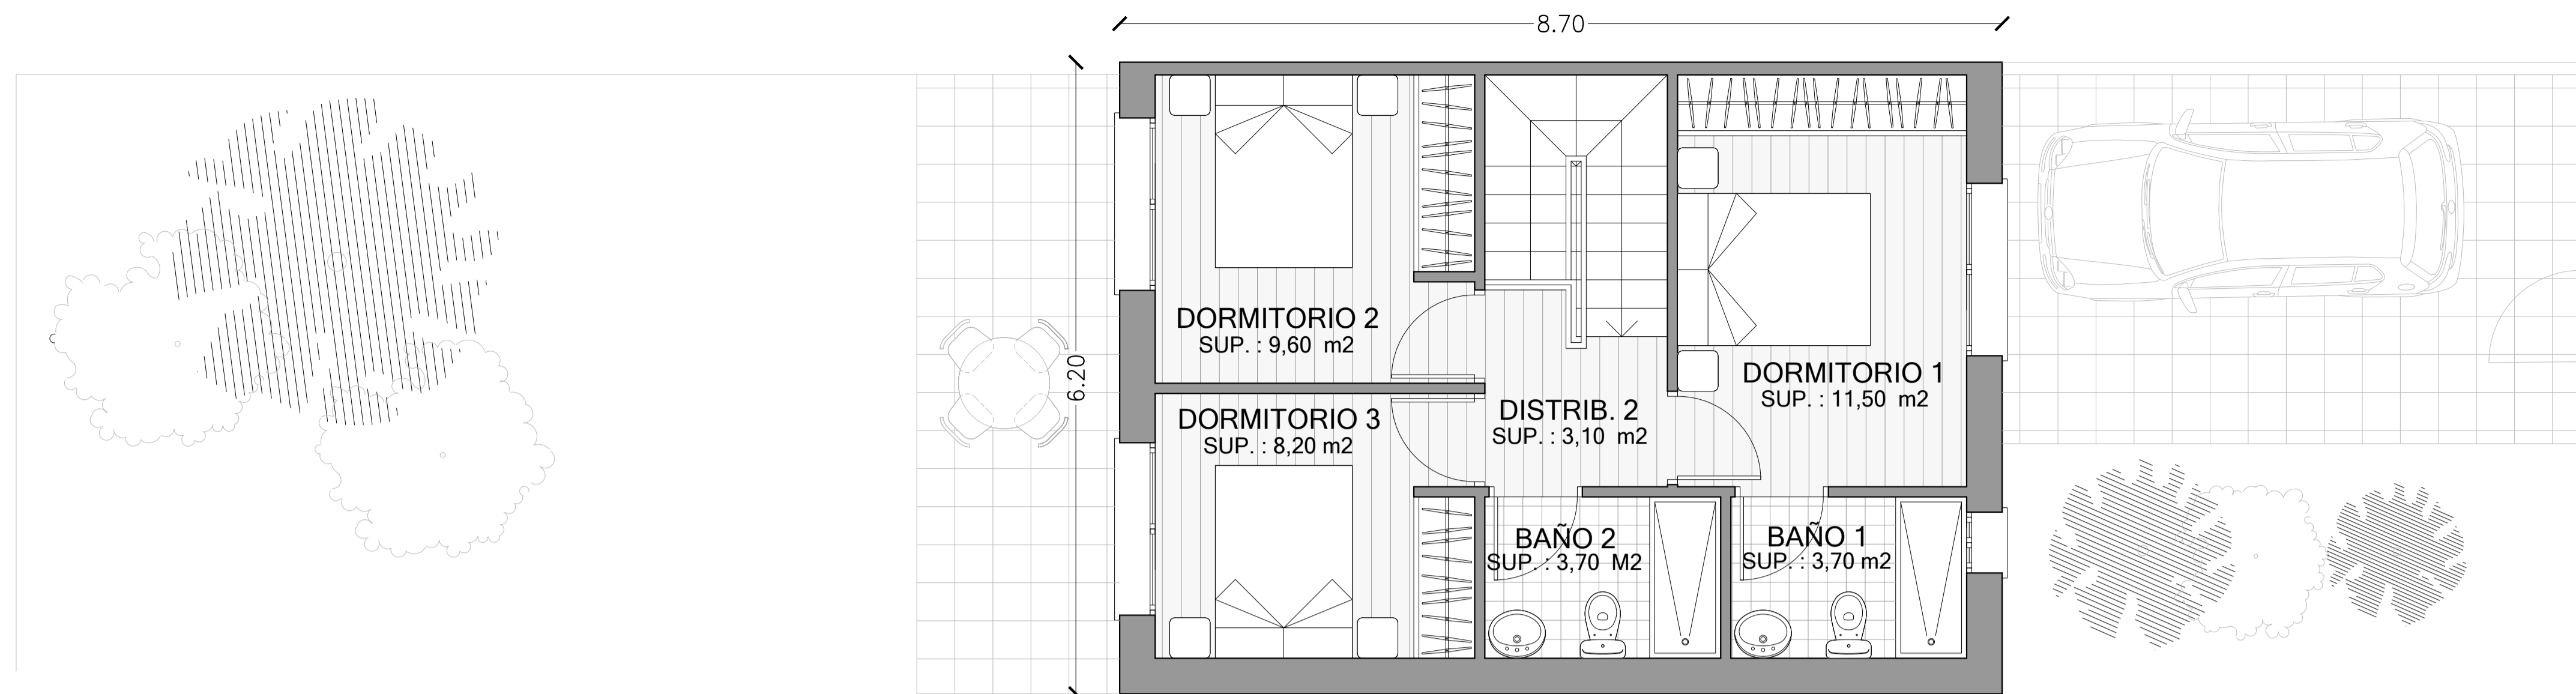 8.70
6.20
DORMITORIO 2
SUP. : 9,60 m2
DORMITORIO 1
SUP. : 11,50 m2
DORMITORIO 3
SUP. : 8,20 m2
DISTRIB. 2
SUP. : 3,10 m2
BAÑO 2
SUP. : 3,70 M2
BAÑO 1
SUP. : 3,70 m2